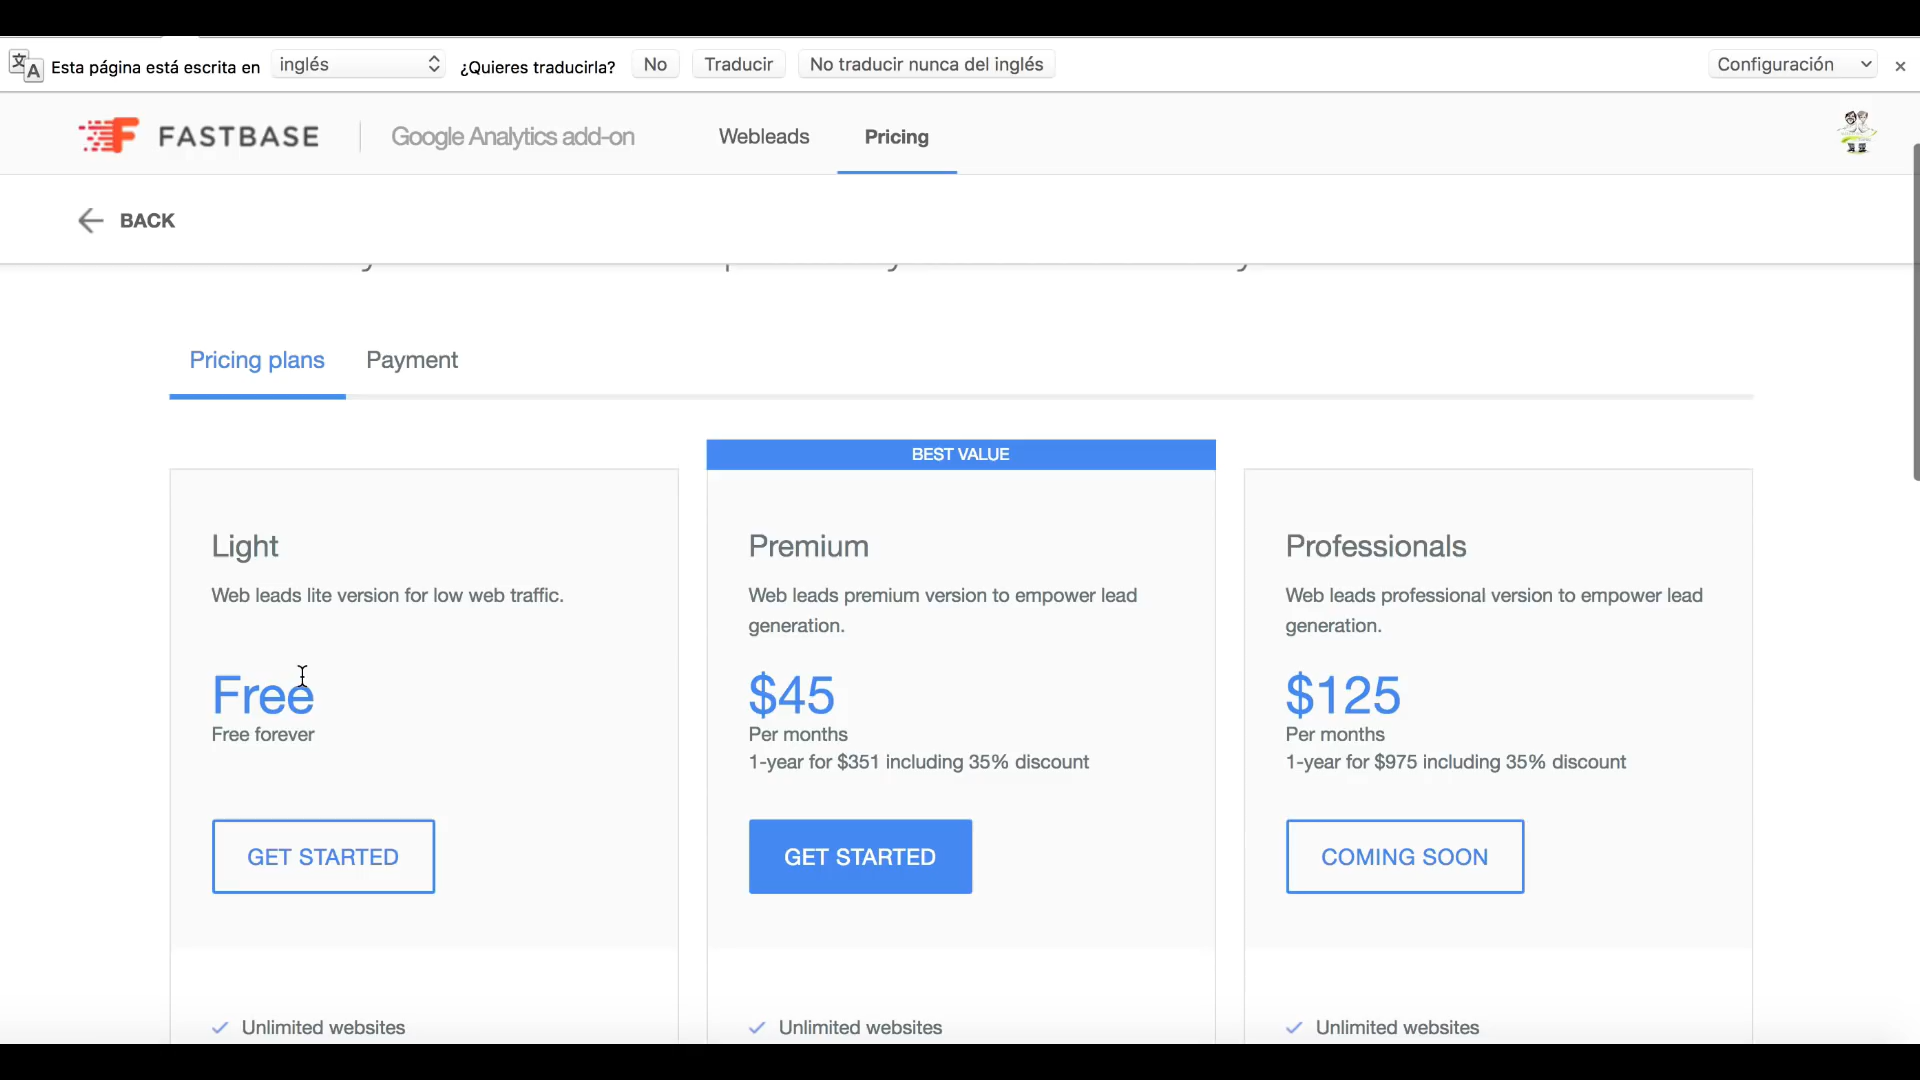 Esta página está escrita en inglés ¿Quieres traducirla? No Traducir No traducir nunca del inglés Configuración
FASTBASE Google Analytics add-on Webleads Pricing
BACK
Pricing plans Payment
BEST VALUE
Light
Web leads lite version for low web traffic.
Free
Free forever
GET STARTED
Unlimited websites
Premium
Web leads premium version to empower lead
generation.
$45
Per months
1-year for $351 including 35% discount
GET STARTED
Unlimited websites
Professionals
Web leads professional version to empower lead
generation.
$125
Per months
1-year for $975 including 35% discount
COMING SOON
Unlimited websites